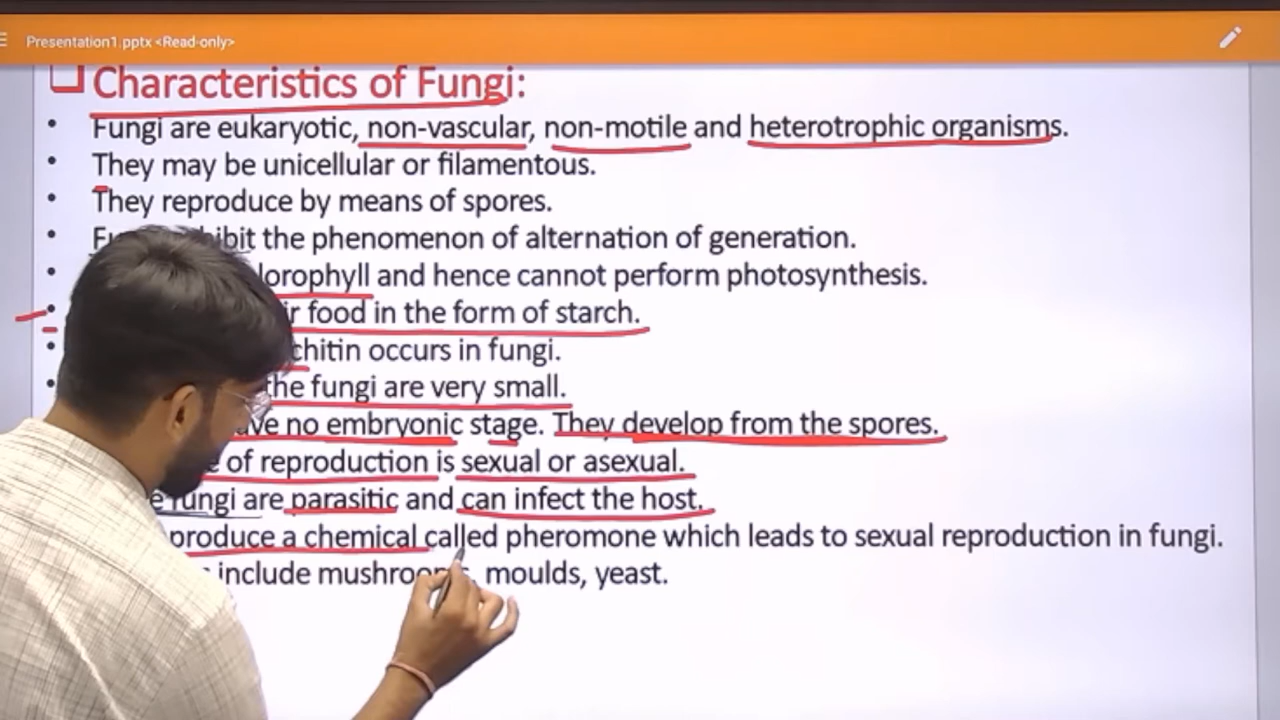 Presentation1.pptx <Read-only>
Characteristics of Fungi:
Fungi are eukaryotic, non-vascular, non-motile and heterotrophic organisms.
They may be unicellular or filamentous.
They reproduce by means of spores.
the phenomenon of alternation of generation.
and hence cannot perform photosynthesis.
food in the form of starch.
chitin occurs in fungi.
the fungi are very small.
no embryonic stage. They develop from the spores.
of reproduction is sexual or asexual.
fungi are parasitic and can infect the host.
produce a chemical called pheromone which leads to sexual reproduction in fungi.
include mushrooms, moulds, yeast.